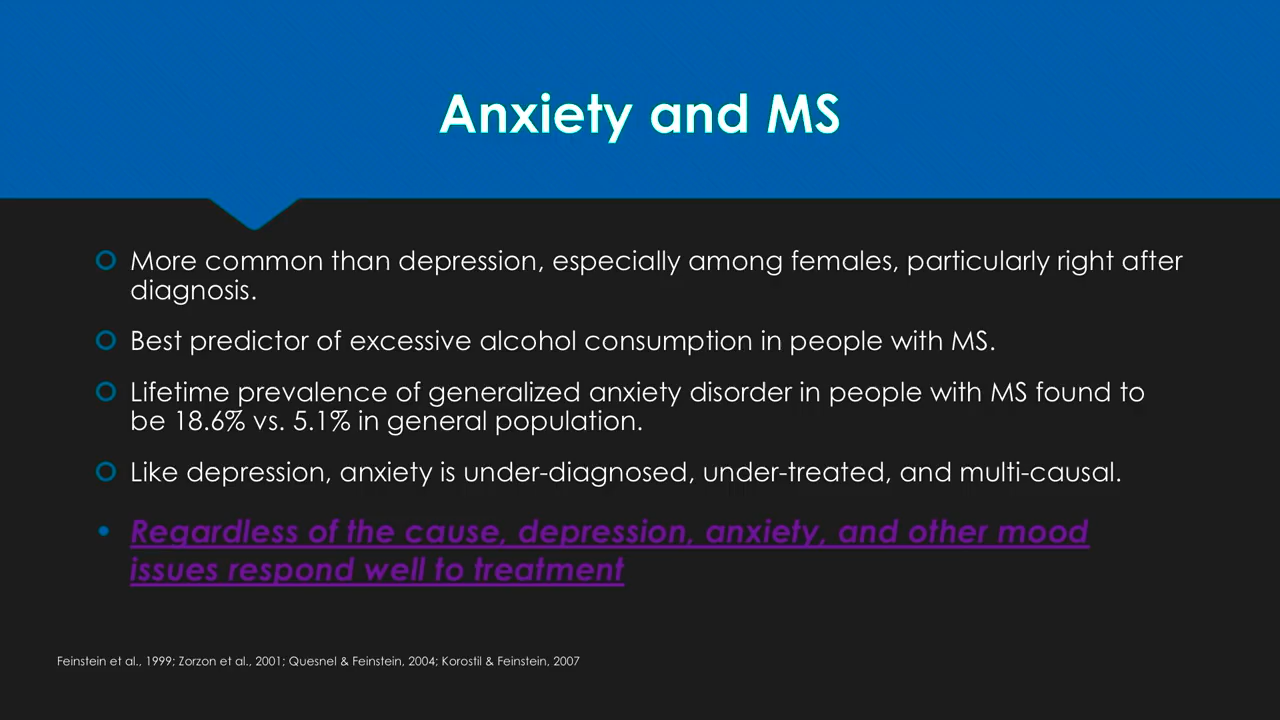 Anxiety and MS
More common than depression, especially among females, particularly right after
diagnosis.
Best predictor of excessive alcohol consumption in people with MS.
Lifetime prevalence of generalized anxiety disorder in people with MS found to
be 18.6% vs. 5.1% in general population.
Like depression, anxiety is under-diagnosed, under-treated, and multi-causal.
Regardless of the cause, depression, anxiety, and other mood
issues respond well to treatment
Feinstein et al., 1999; Zorzon et al., 2001; Quesnel & Feinstein, 2004; Korostil & Feinstein, 2007